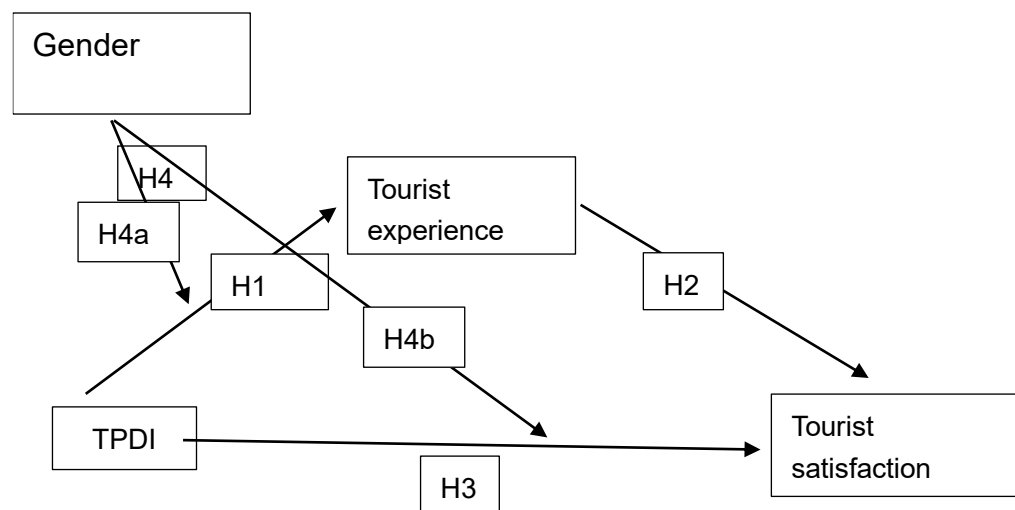 Gender
H4
Tourist
experience
H4a
H1
H2
H4b
TPDI
Tourist
satisfaction
H3